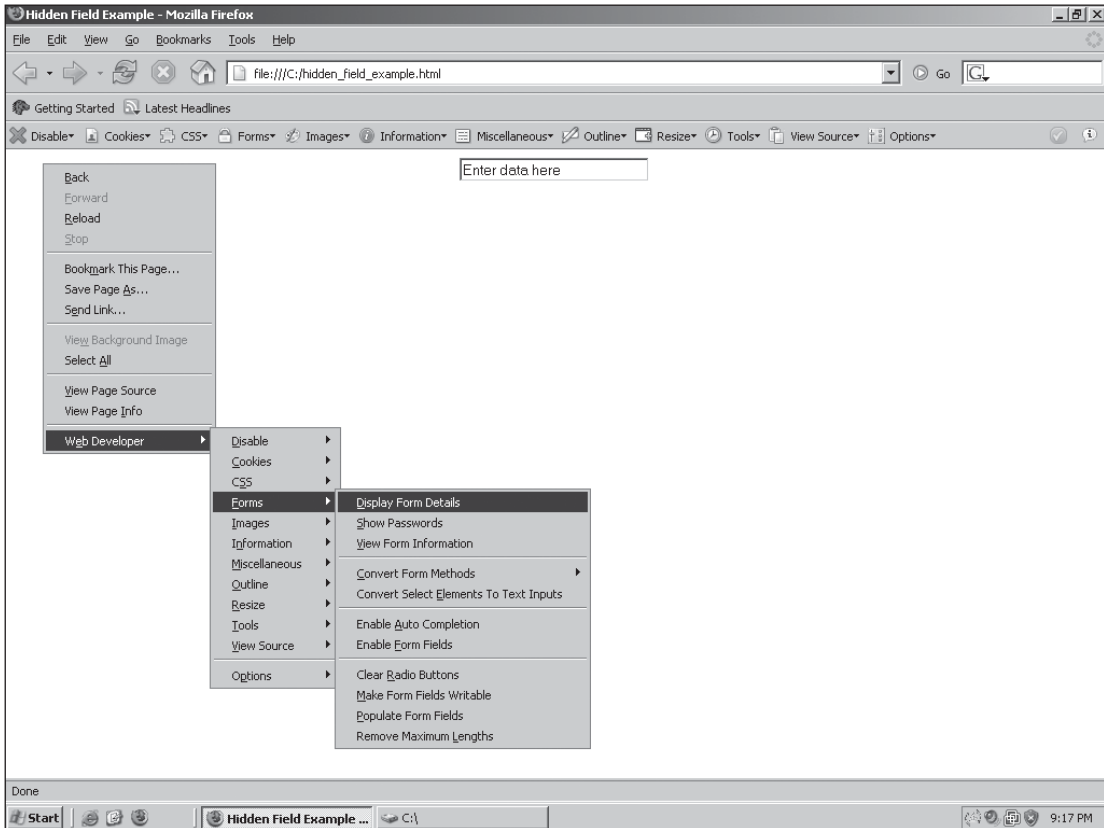 Hidden Field Example - Mozilla Firefox
File Edit View Go Bookmarks Tools Help
file:///C:/hidden_field_example.html Go G
Getting Started Latest Headlines
Disable Cookies CSS Forms Images Information Miscellaneous Outline Resize Tools View Source Options
Enter data here
Back
Forward
Reload
Stop
Bookmark This Page...
Save Page As...
Send Link...
View Background Image
Select All
View Page Source
View Page Info
Web Developer
Disable
Cookies
CSS
Forms
Images
Information
Miscellaneous
Outline
Resize
Tools
View Source
Options
Display Form Details
Show Passwords
View Form Information
Convert Form Methods
Convert Select Elements To Text Inputs
Enable Auto Completion
Enable Form Fields
Clear Radio Buttons
Make Form Fields Writable
Populate Form Fields
Remove Maximum Lengths
Done
Start Hidden Field Example ... C:\ 9:17 PM